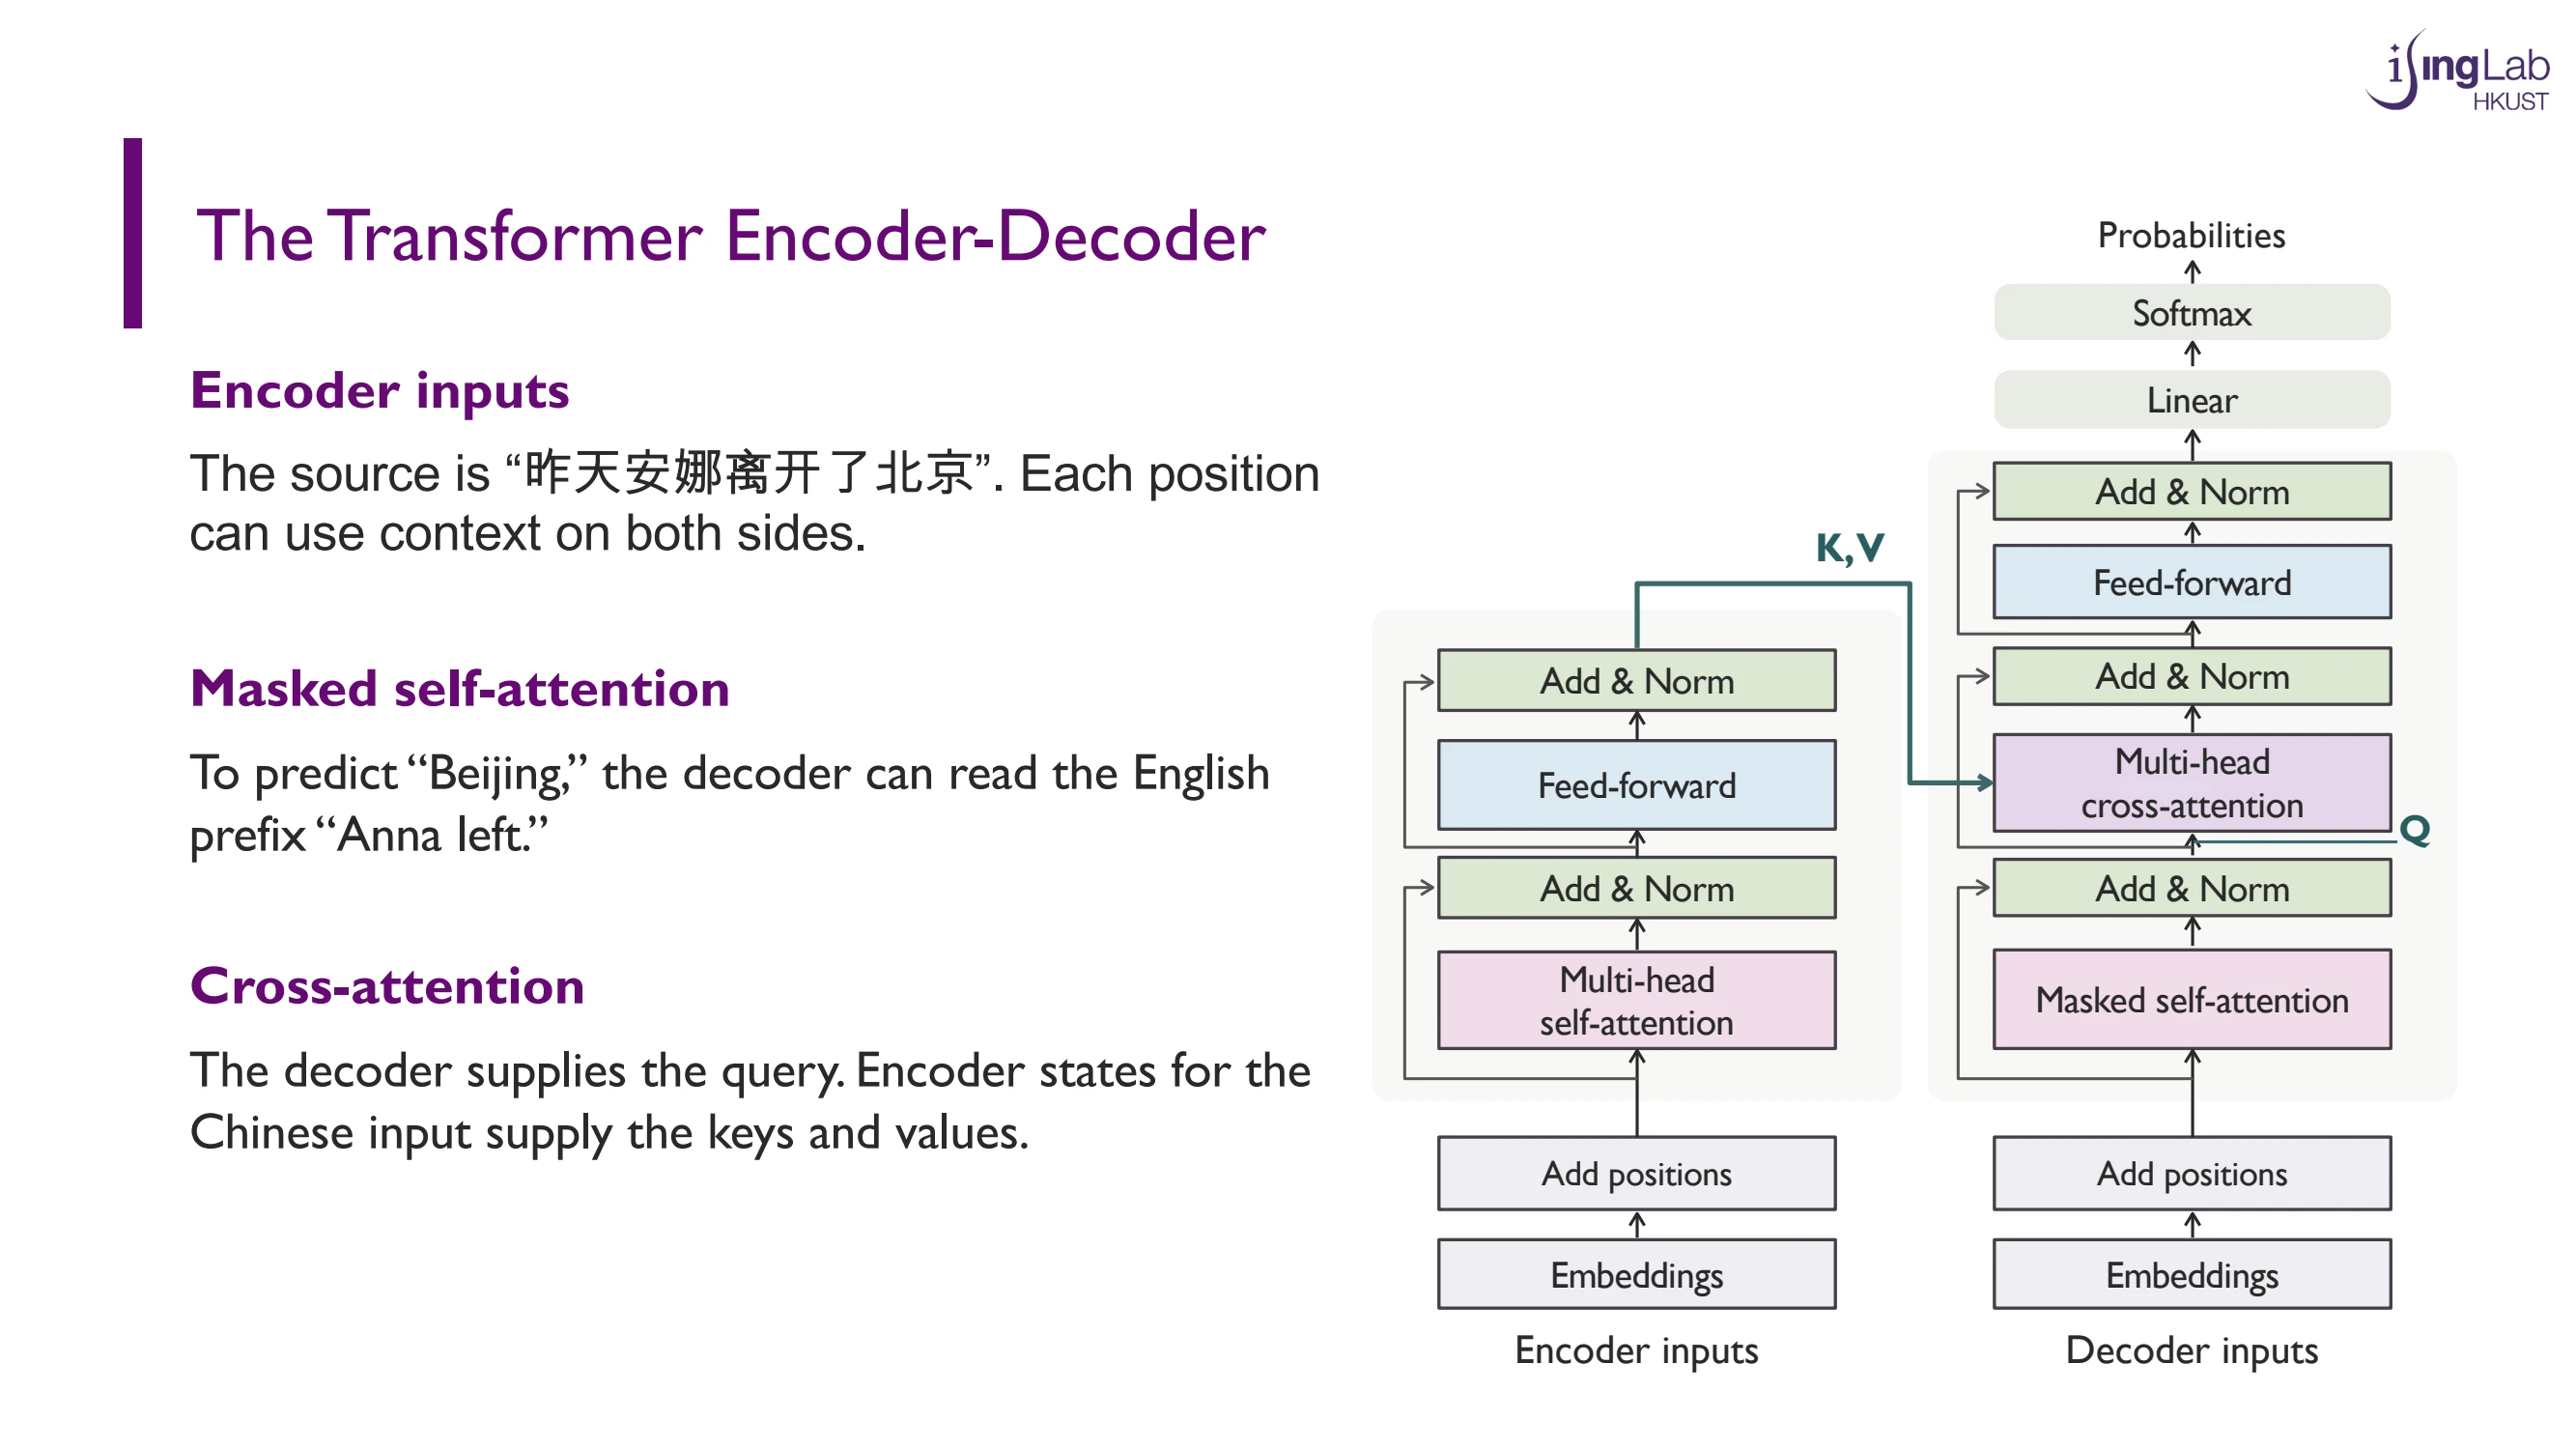 iSingLab
HKUST
The Transformer Encoder-Decoder
Encoder inputs
The source is “昨天安娜离开了北京”. Each position
can use context on both sides.
Masked self-attention
To predict “Beijing,” the decoder can read the English
prefix “Anna left.”
Cross-attention
The decoder supplies the query. Encoder states for the
Chinese input supply the keys and values.
K, V
Add & Norm
Feed-forward
Add & Norm
Multi-head
self-attention
Add positions
Embeddings
Encoder inputs
Probabilities
Softmax
Linear
Add & Norm
Feed-forward
Add & Norm
Multi-head
cross-attention
Q
Add & Norm
Masked self-attention
Add positions
Embeddings
Decoder inputs